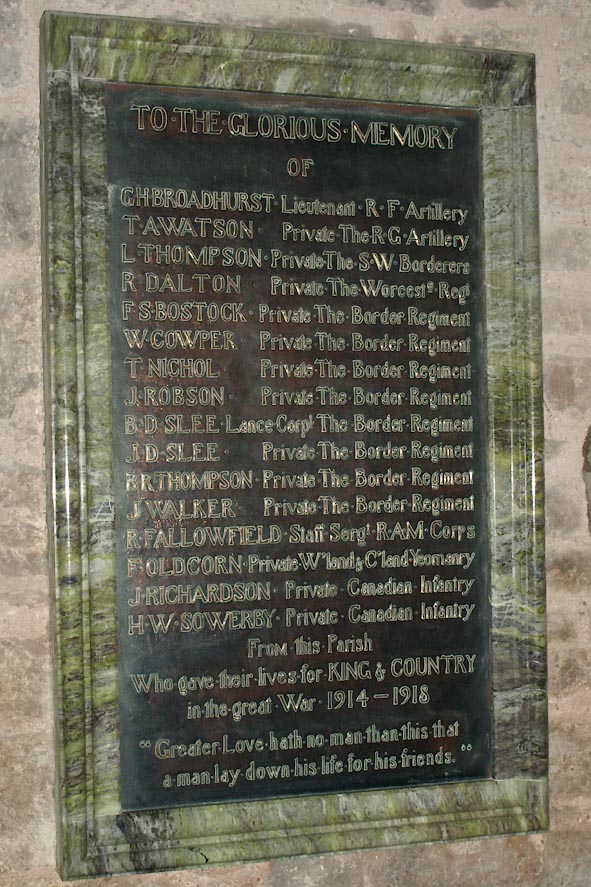 TO·THE·GLORIOUS·MEMORY
OF
G.H.BROADHURST·Lieutenant·R·F·Artillery
T.A.WATSON Private·The·R·G·Artillery
L·THOMPSON·Private·The·S·W·Borderers
R DALTON Private·The·Worcestr·Regt
F·S·BOSTOCK·Private·The·Border·Regiment
W·COWPER Private·The·Border·Regiment
T·NICHOL Private·The·Border·Regiment
J·ROBSON· Private·The·Border·Regiment
B·D·SLEE·Lance·Corpl·The·Border·Regiment
J·D·SLEE· Private·The·Border·Regiment
B·R·THOMPSON·Private·The·Border·Regiment
J·WALKER· Private·The·Border·Regiment
R·FALLOWFIELD·Staff·Sergt·R·A·M·Corps
F·OLDCORN·Private·W'land·&·C'land·Yeomanry
J·RICHARDSON· Private·Canadian·Infantry
H·W·SOWERBY·Private·Canadian·Infantry
From·this·Parish
Who·gave·their·lives·for·KING·&·COUNTRY
in·the·great·War·1914–1918
"Greater·Love·hath·no·man·than·this·that
a·man·lay·down·his·life·for·his·friends."